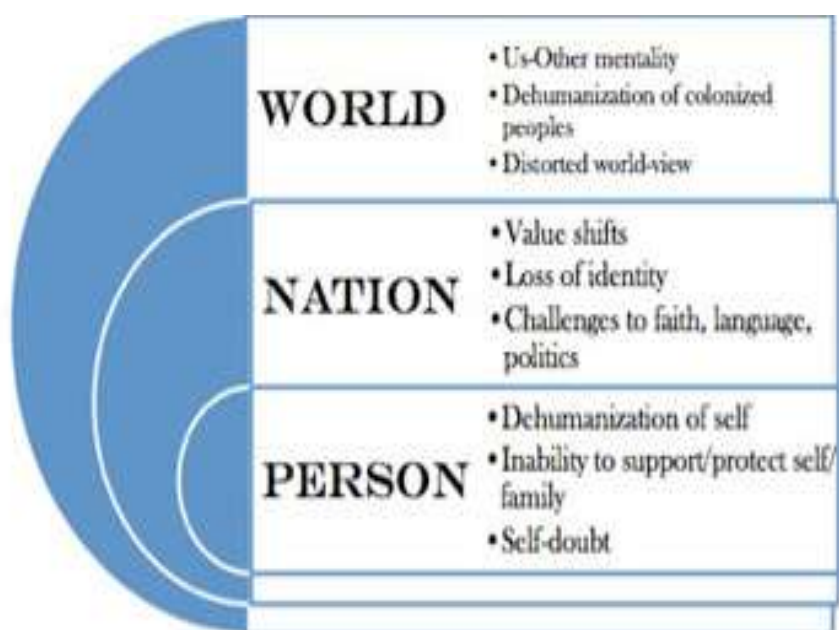 WORLD
• Us-Other mentality
• Dehumanization of colonized
peoples
• Distorted world-view
NATION
• Value shifts
• Loss of identity
• Challenges to faith, language,
politics
PERSON
• Dehumanization of self
• Inability to support/protect self/
family
• Self-doubt